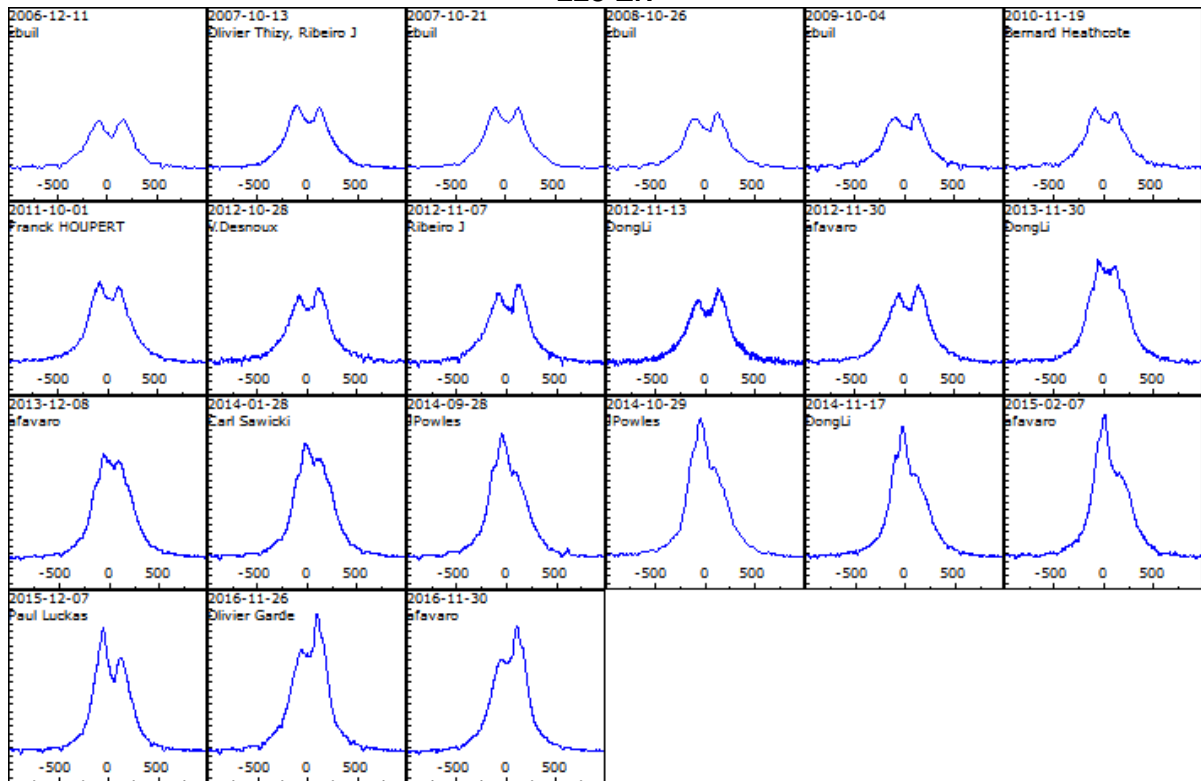 2006-12-11 2007-10-13 2007-10-21 2008-10-26 2009-10-04 2010-11-19
cbuil Olivier Thizy, Ribeiro J cbuil cbuil cbuil Bernard Heathcote
-500 0 500 -500 0 500 -500 0 500 -500 0 500 -500 0 500 -500 0 500
2011-10-01 2012-10-28 2012-11-07 2012-11-13 2012-11-30 2013-11-30
Franck HOUPERT V.Desnoux Ribeiro J DongLi afavaro DongLi
-500 0 500 -500 0 500 -500 0 500 -500 0 500 -500 0 500 -500 0 500
2013-12-08 2014-01-28 2014-09-28 2014-10-29 2014-11-17 2015-02-07
afavaro Carl Sawicki DongLi afavaro
-500 0 500 -500 0 500 -500 0 500 -500 0 500 -500 0 500 -500 0 500
2015-12-07 2016-11-26 2016-11-30
Paul Luckas Olivier Garde afavaro
-500 0 500 -500 0 500 -500 0 500